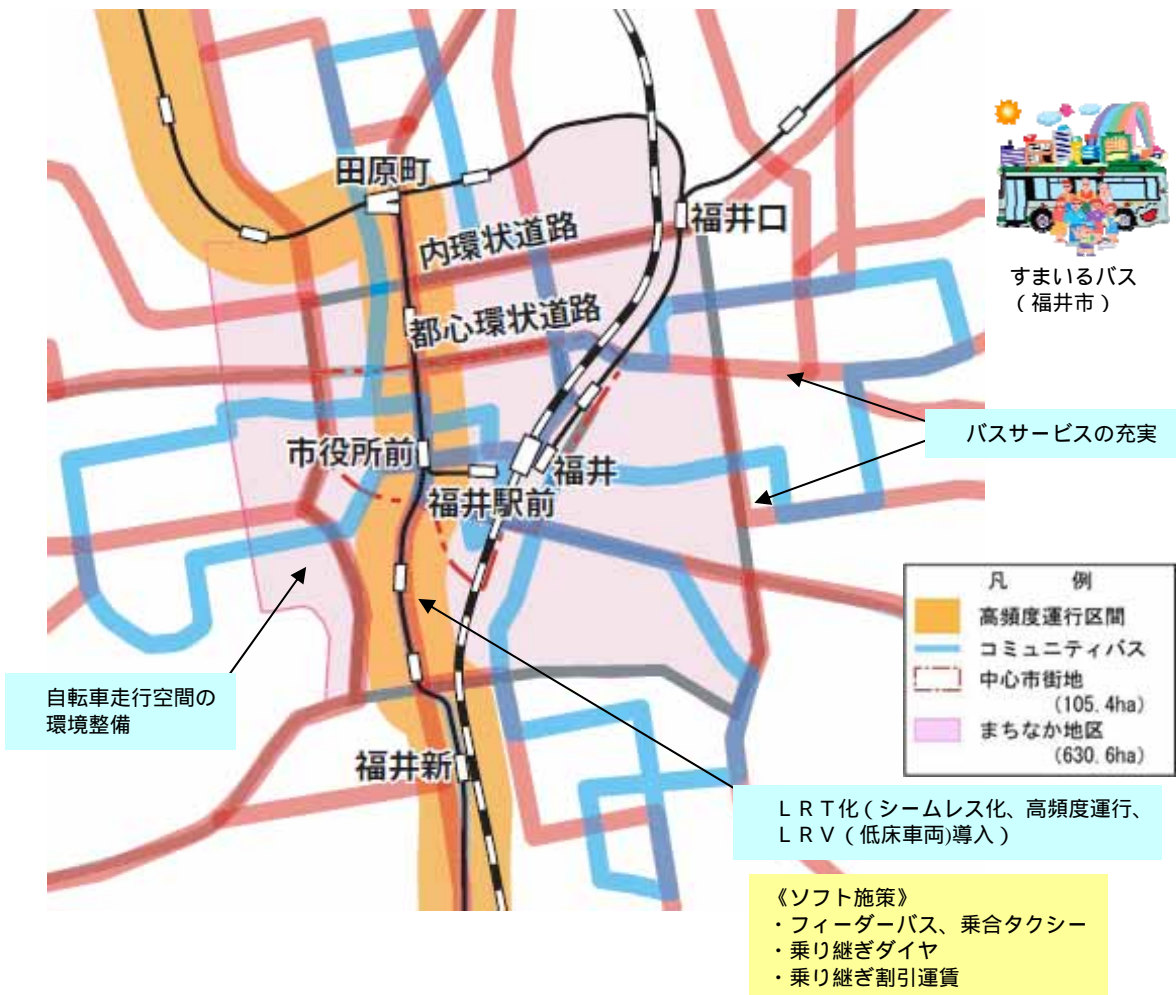 田原町
福井口
内環状道路
すまいるバス
（福井市）
都心環状道路
バスサービスの充実
市役所前
福井
福井駅前
凡　例
高頻度運行区間
コミュニティバス
中心市街地
(105.4ha)
まちなか地区
(630.6ha)
自転車走行空間の
環境整備
福井新
ＬＲＴ化（シームレス化、高頻度運行、
ＬＲＶ（低床車両)導入）
《ソフト施策》
・フィーダーバス、乗合タクシー
・乗り継ぎダイヤ
・乗り継ぎ割引運賃